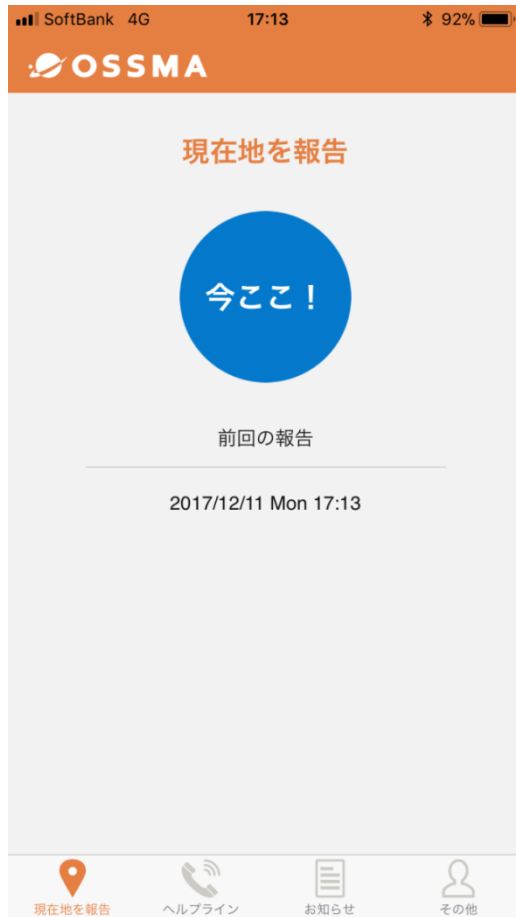 SoftBank 4G 17:13 92%
OSSMA
現在地を報告
今ここ！
前回の報告
2017/12/11 Mon 17:13
現在地を報告 ヘルプライン お知らせ その他